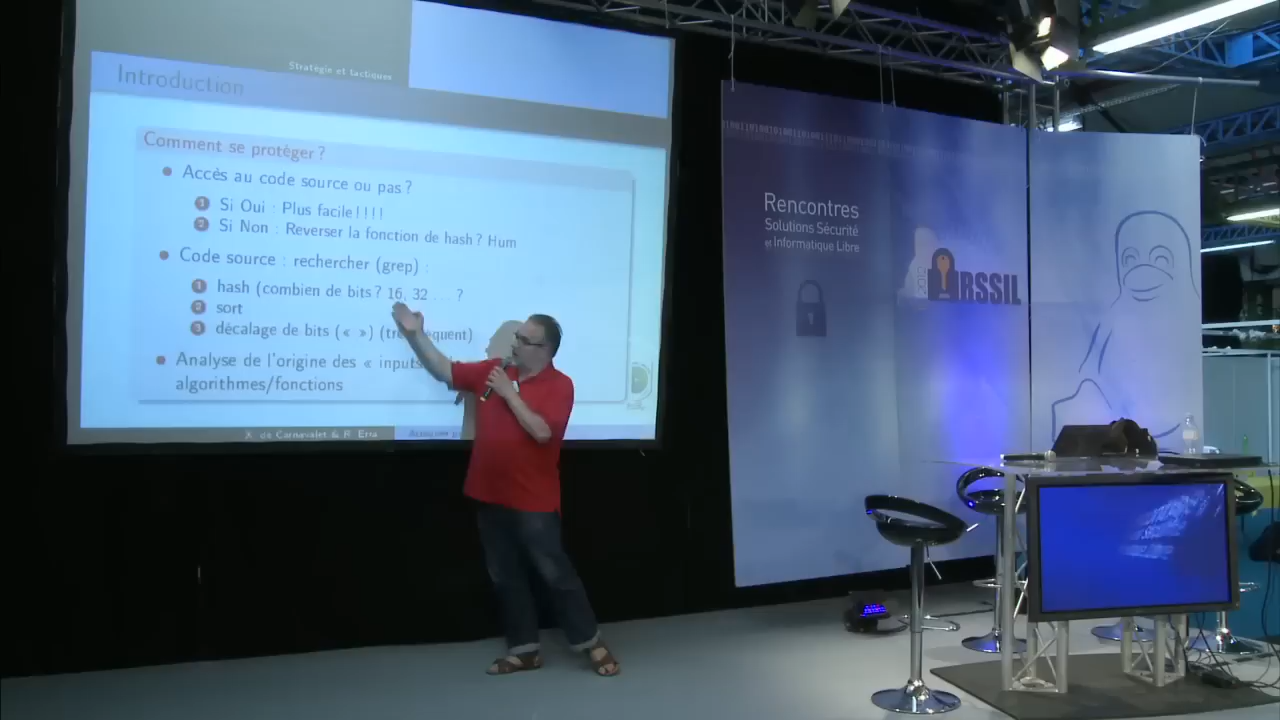 Stratégie et tactiques
Introduction
Comment se protéger ?
Accès au code source ou pas ?
1 Si Oui : Plus facile !!!!
2 Si Non : Reverser la fonction de hash ? Hum
Code source : rechercher (grep) :
1 hash (combien de bits ? 16, 32 ... ?
2 sort
3 décalage de bits (« ») (
Analyse de l'origine des « inputs
algorithmes/fonctions
X. de Carnavalet & R. Erra
Rencontres
Solutions Sécurité
et Informatique Libre
RSSIL